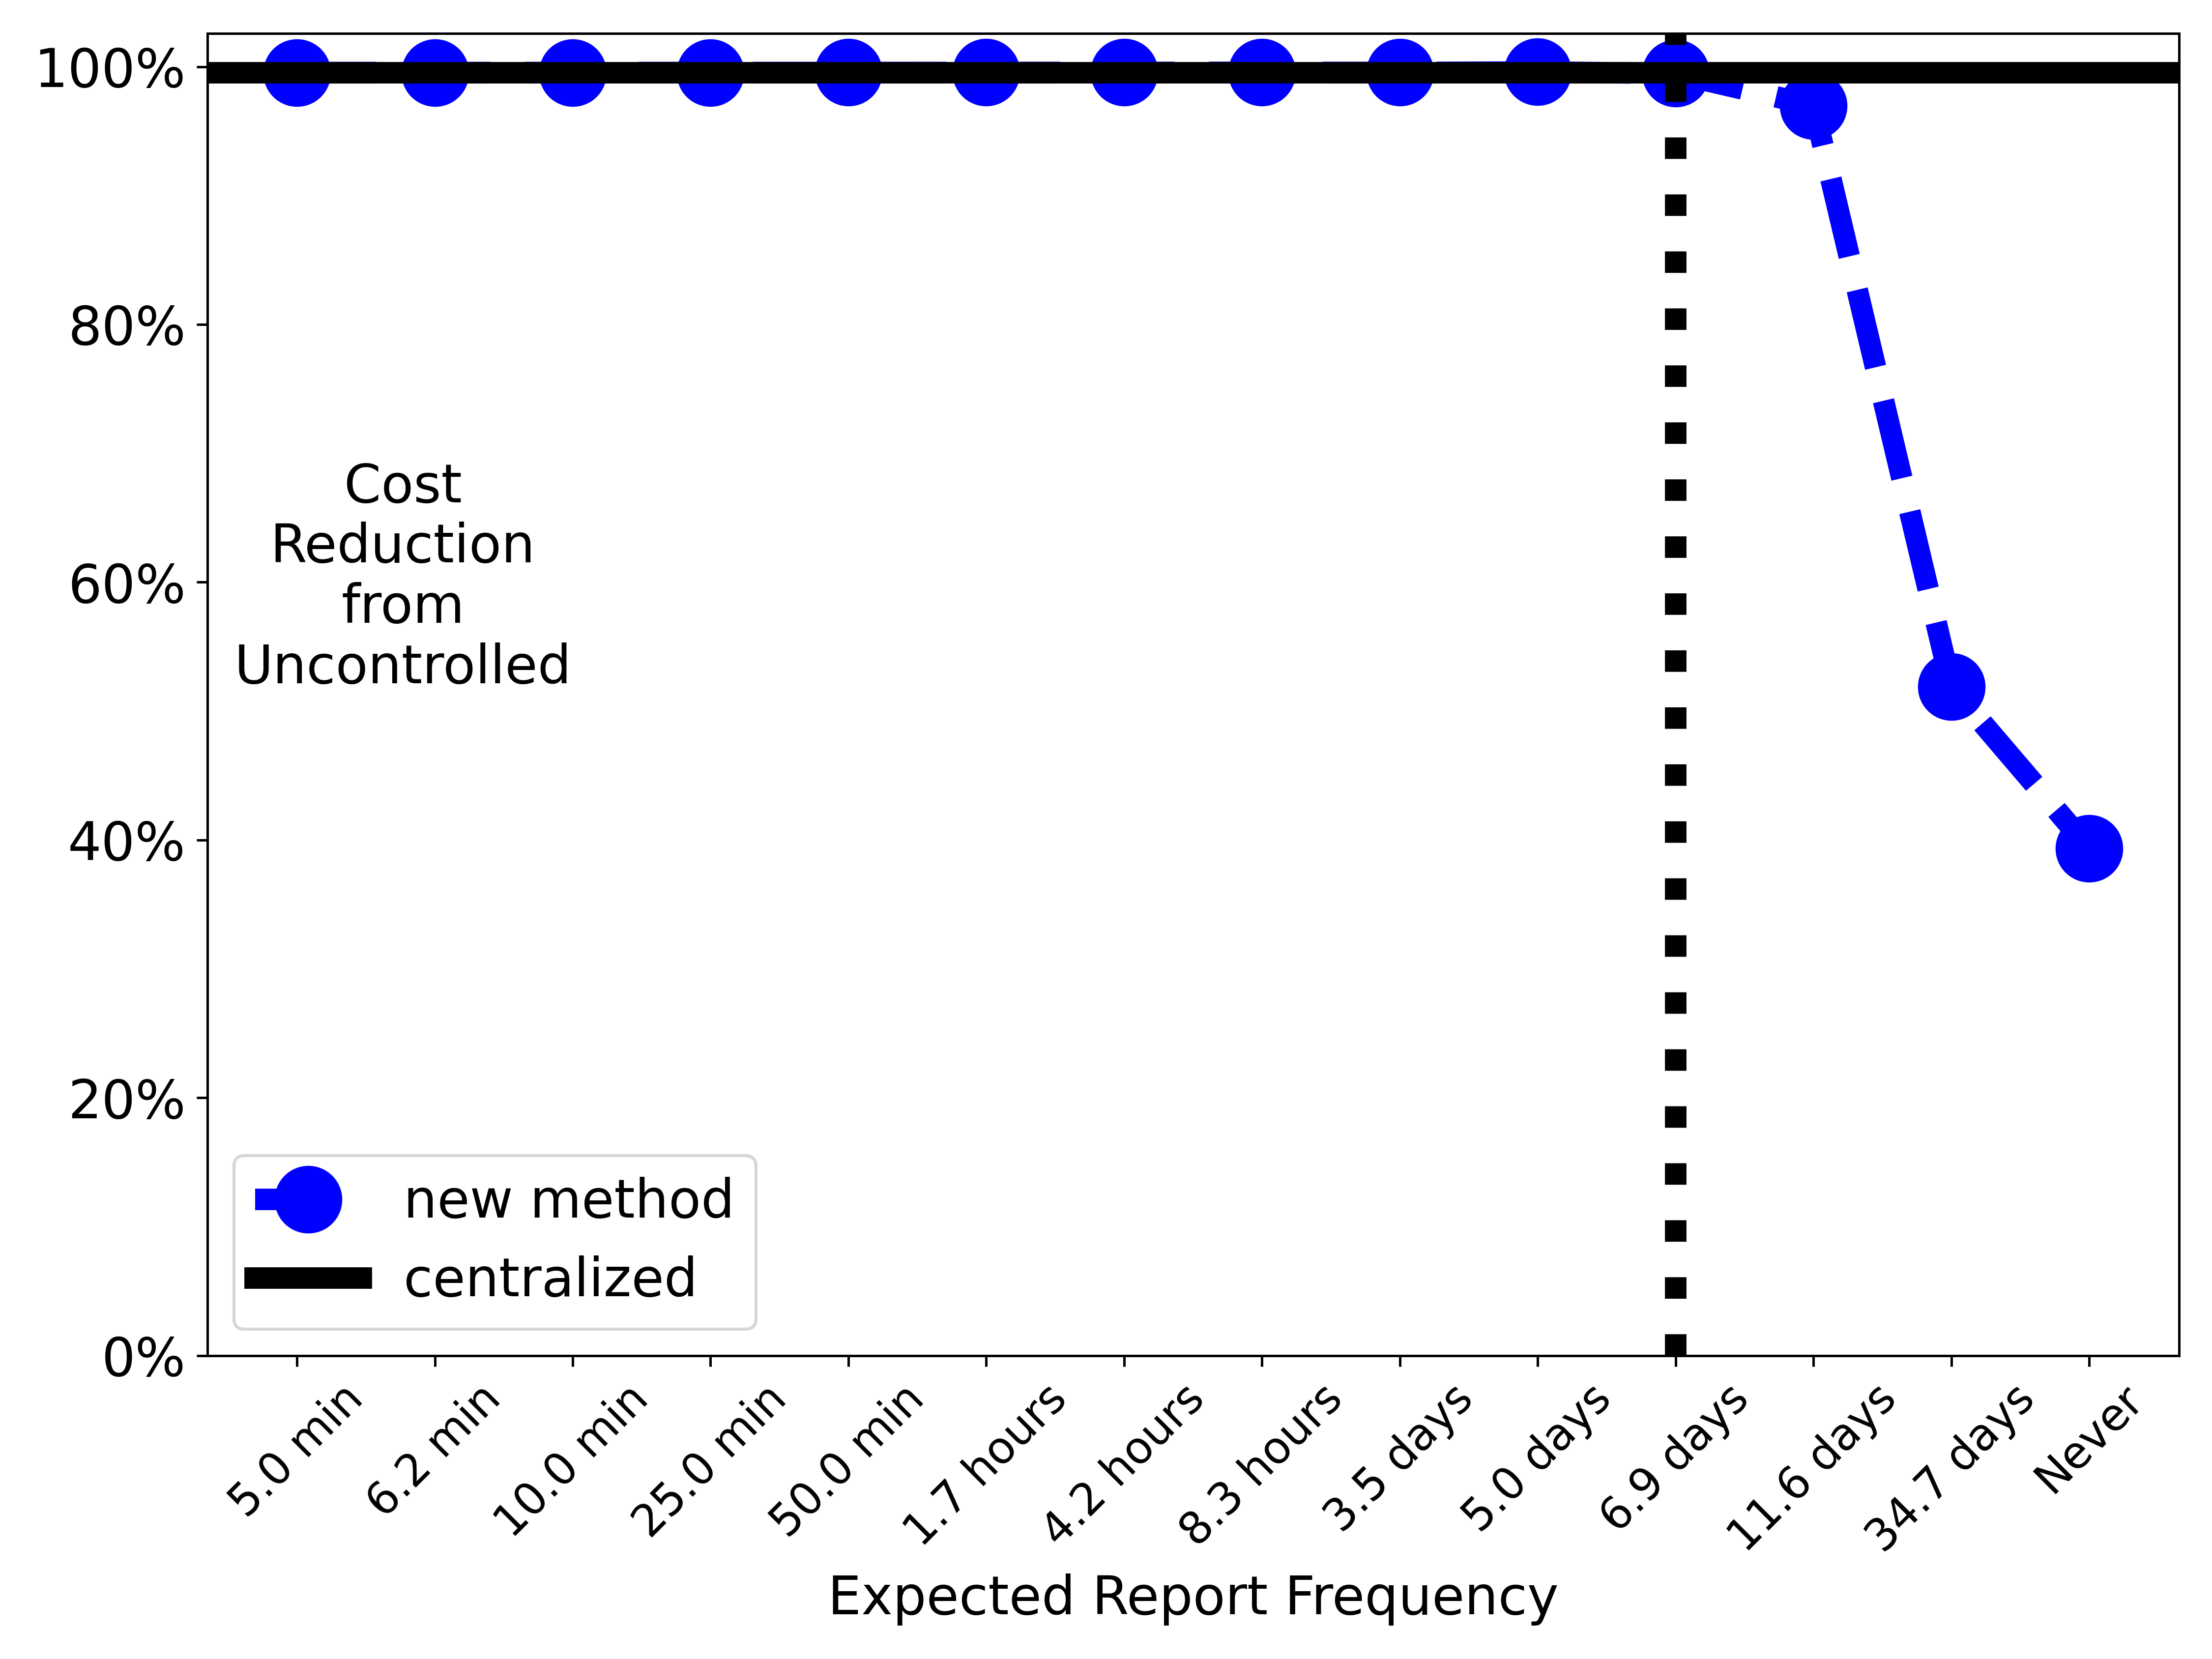 100%
80%
60%
40%
20%
0%
Cost
Reduction
from
Uncontrolled
new method
centralized
5.0 min
6.2 min
10.0 min
25.0 min
50.0 min
1.7 hours
4.2 hours
8.3 hours
3.5 days
5.0 days
6.9 days
11.6 days
34.7 days
Never
Expected Report Frequency